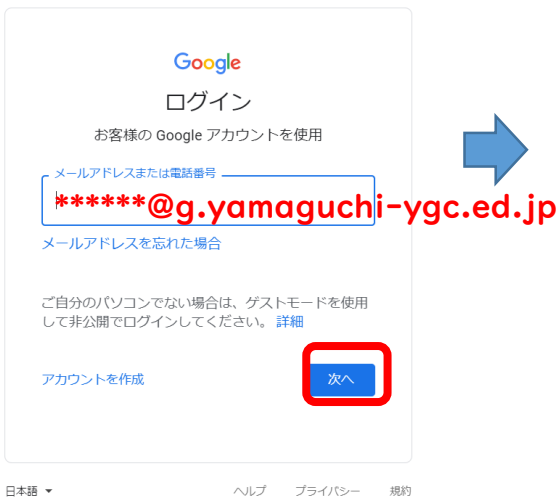 Google
ログイン
お客様の Google アカウントを使用
メールアドレスまたは電話番号
******@g.yamaguchi-ygc.ed.jp
メールアドレスを忘れた場合
ご自分のパソコンでない場合は、ゲストモードを使用
して非公開でログインしてください。 詳細
アカウントを作成 次へ
日本語 ヘルプ プライバシー 規約